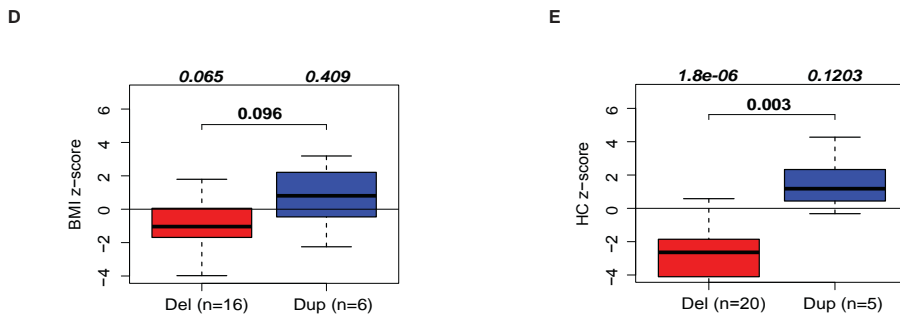 D
0.065 0.409
0.096
BMI z-score
6
4
2
0
−2
−4
Del (n=16) Dup (n=6)
E
1.8e-06 0.1203
0.003
HC z-score
6
4
2
0
−2
−4
Del (n=20) Dup (n=5)